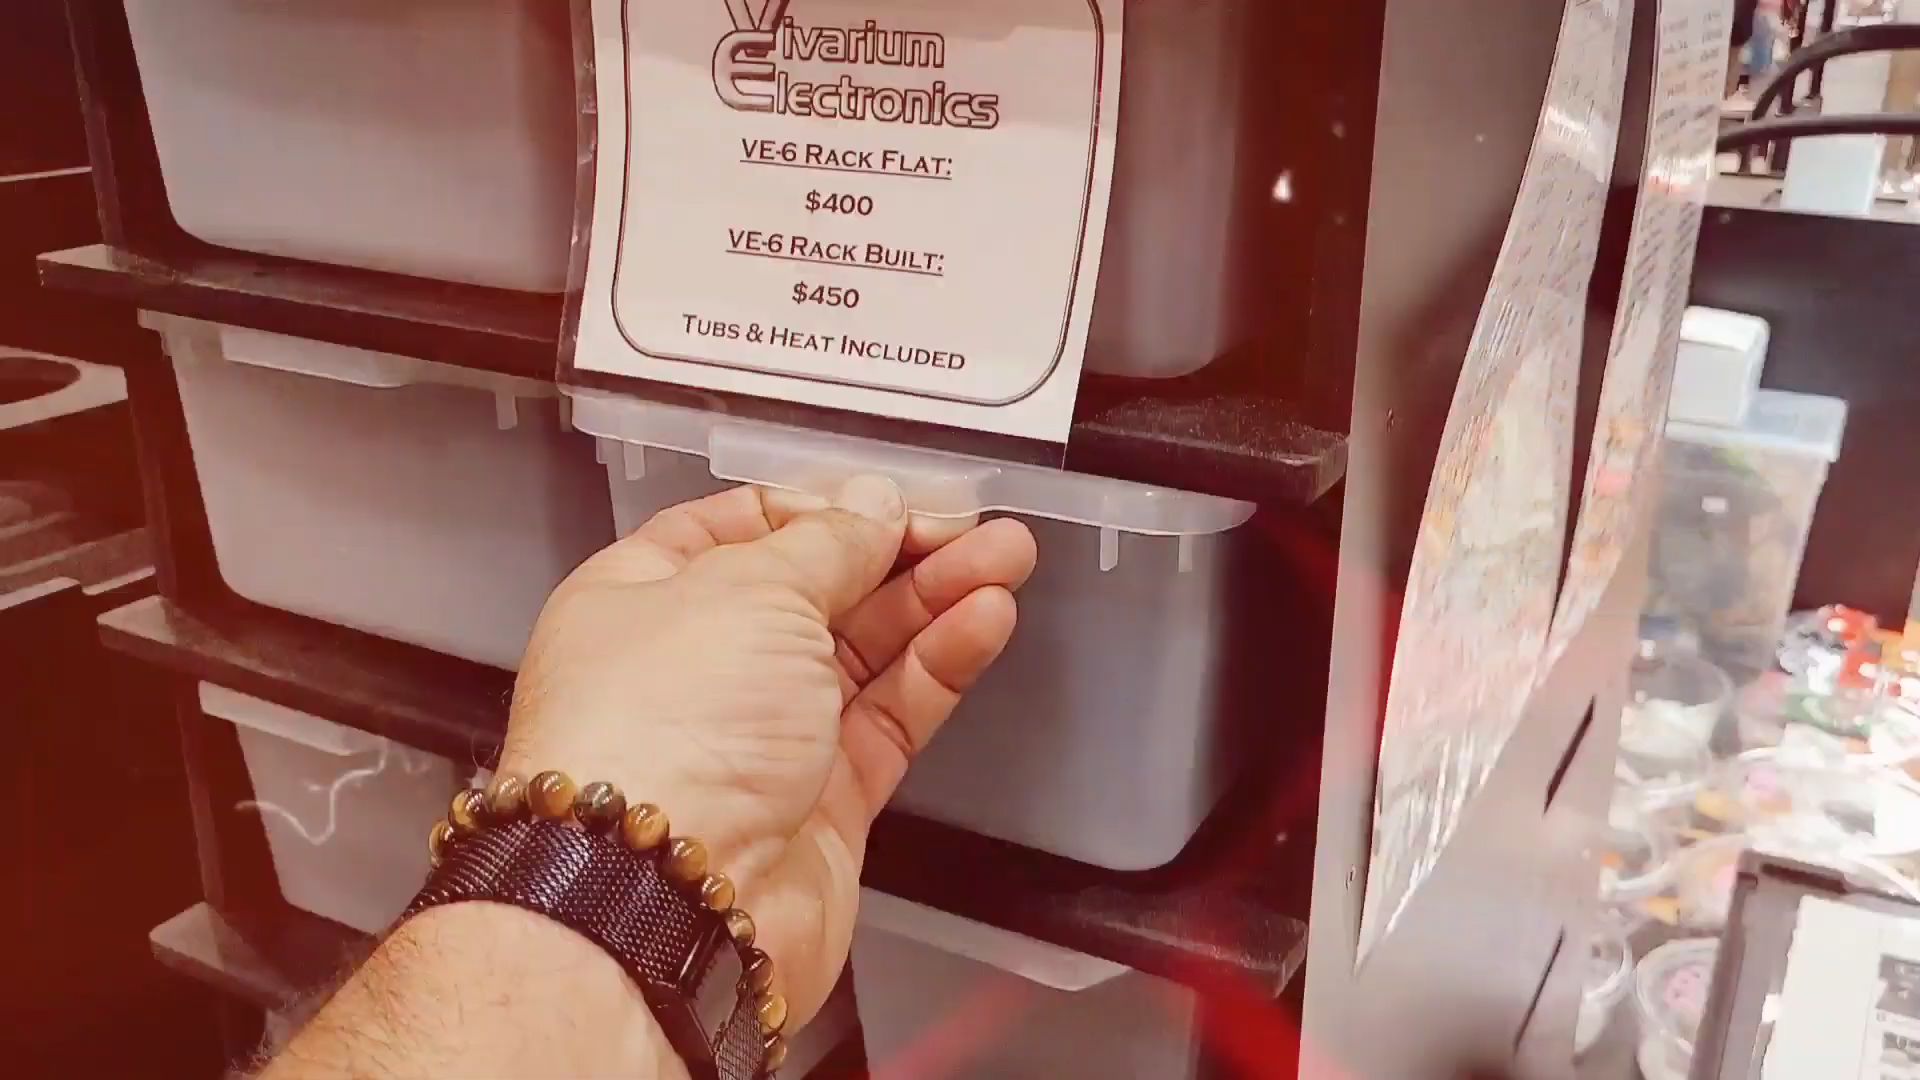 Vivarium
Electronics
VE-6 RACK FLAT:
$400
VE-6 RACK BUILT:
$450
TUBS & HEAT INCLUDED